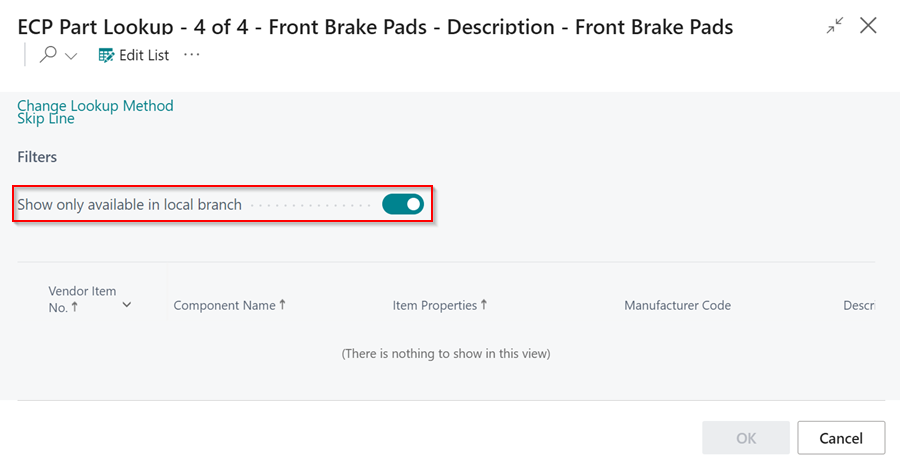 ECP Part Lookup - 4 of 4 - Front Brake Pads - Description - Front Brake Pads
Edit List ···
Change Lookup Method
Skip Line
Filters
Show only available in local branch
Vendor Item
No. ↑
Component Name ↑
Item Properties ↑
Manufacturer Code
Descri
(There is nothing to show in this view)
OK
Cancel